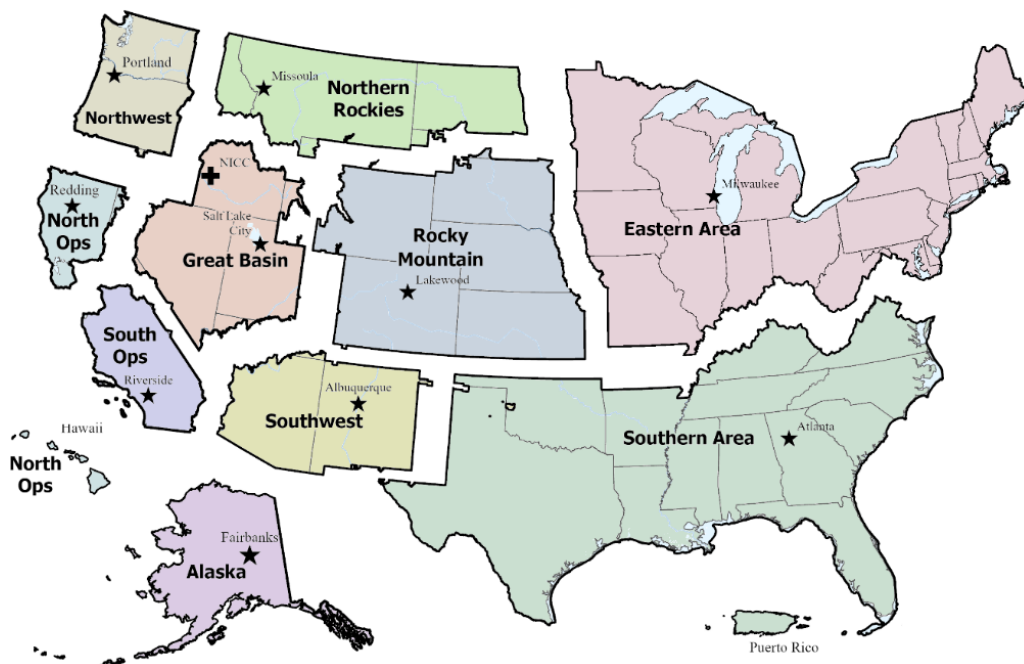 Portland
Northwest
Missoula
Northern
Rockies
NICC
Salt Lake
City
Great Basin
Redding
North
Ops
Rocky
Mountain
Lakewood
Milwaukee
Eastern Area
South
Ops
Riverside
Albuquerque
Southwest
Southern Area
Atlanta
Hawaii
North
Ops
Fairbanks
Alaska
Puerto Rico